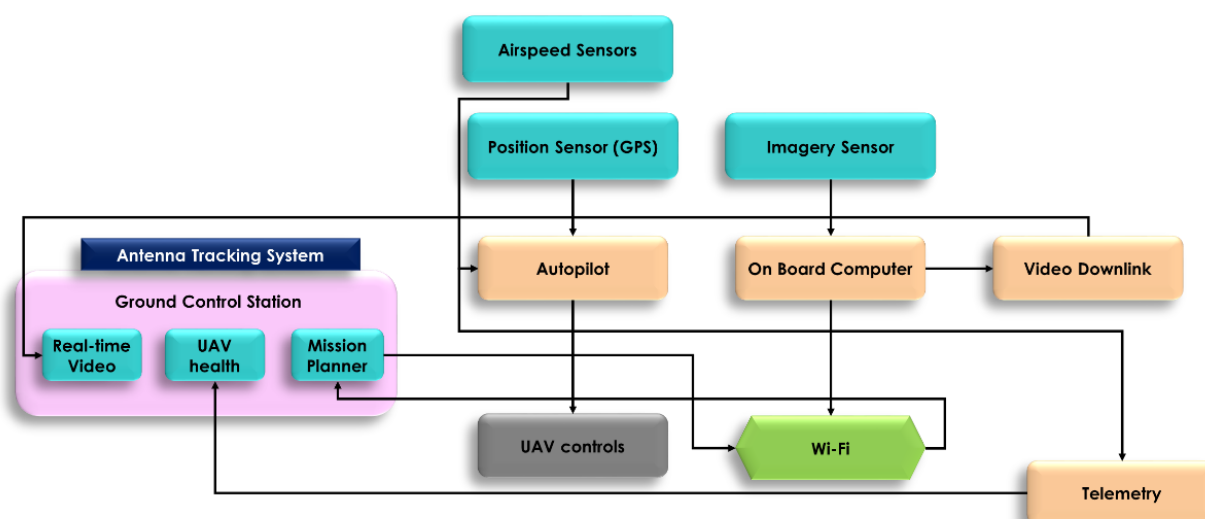 Airspeed Sensors
Position Sensor (GPS)
Imagery Sensor
Antenna Tracking System
Autopilot
On Board Computer
Video Downlink
Ground Control Station
Real-time
Video
UAV
health
Mission
Planner
UAV controls
Wi-Fi
Telemetry